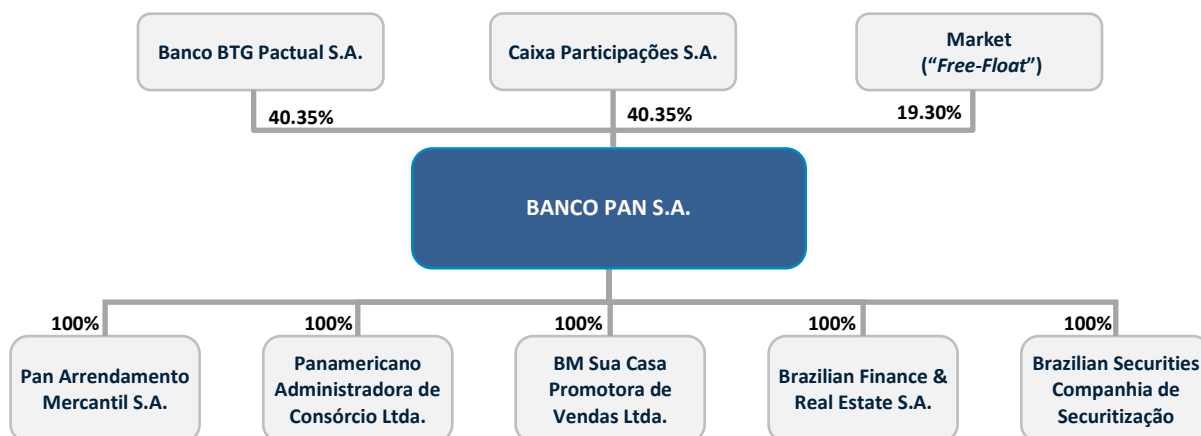 Banco BTG Pactual S.A.
Caixa Participações S.A.
Market
(“Free-Float”)
40.35%
40.35%
19.30%
BANCO PAN S.A.
100%
100%
100%
100%
100%
Pan Arrendamento
Mercantil S.A.
Panamericano
Administradora de
Consórcio Ltda.
BM Sua Casa
Promotora de
Vendas Ltda.
Brazilian Finance &
Real Estate S.A.
Brazilian Securities
Companhia de
Securitização